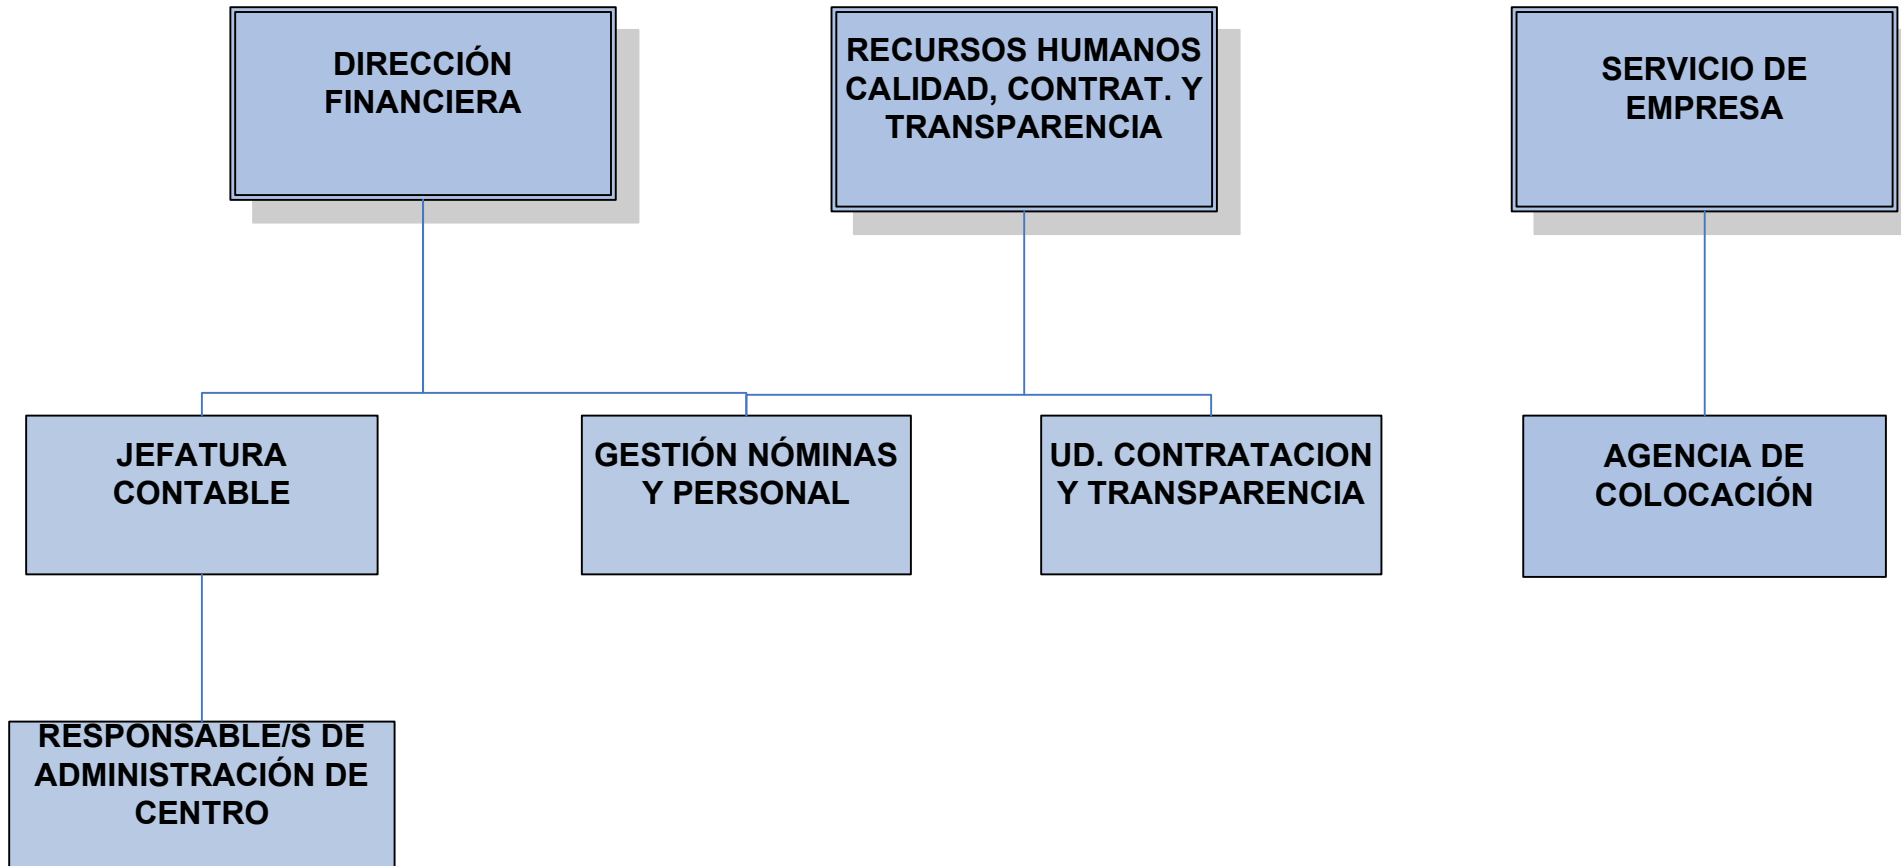 DIRECCIÓN
FINANCIERA
RECURSOS HUMANOS
CALIDAD, CONTRAT. Y
TRANSPARENCIA
SERVICIO DE
EMPRESA
JEFATURA
CONTABLE
GESTIÓN NÓMINAS
Y PERSONAL
UD. CONTRATACION
Y TRANSPARENCIA
AGENCIA DE
COLOCACIÓN
RESPONSABLE/S DE
ADMINISTRACIÓN DE
CENTRO